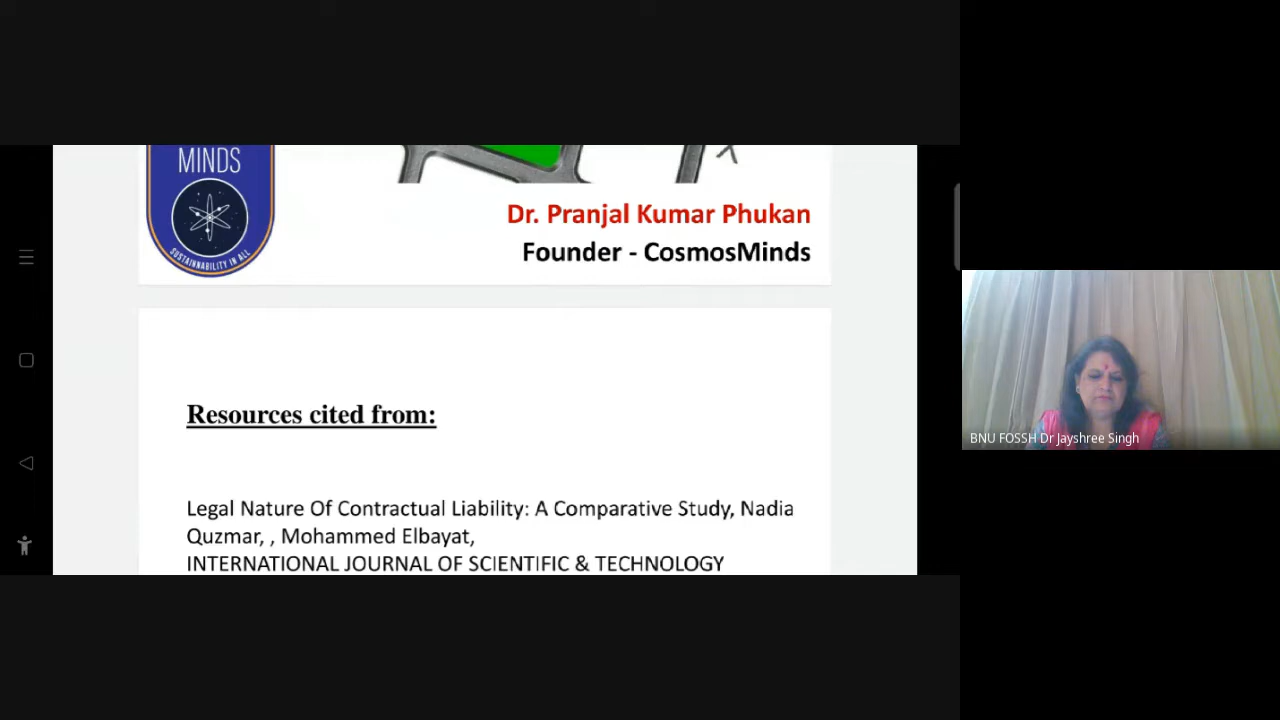 MINDS
SUSTAINABILITY IN ALL
Dr. Pranjal Kumar Phukan
Founder - CosmosMinds
Resources cited from:
Legal Nature Of Contractual Liability: A Comparative Study, Nadia
Quzmar, , Mohammed Elbayat,
INTERNATIONAL JOURNAL OF SCIENTIFIC & TECHNOLOGY
BNU FOSSH Dr Jayshree Singh